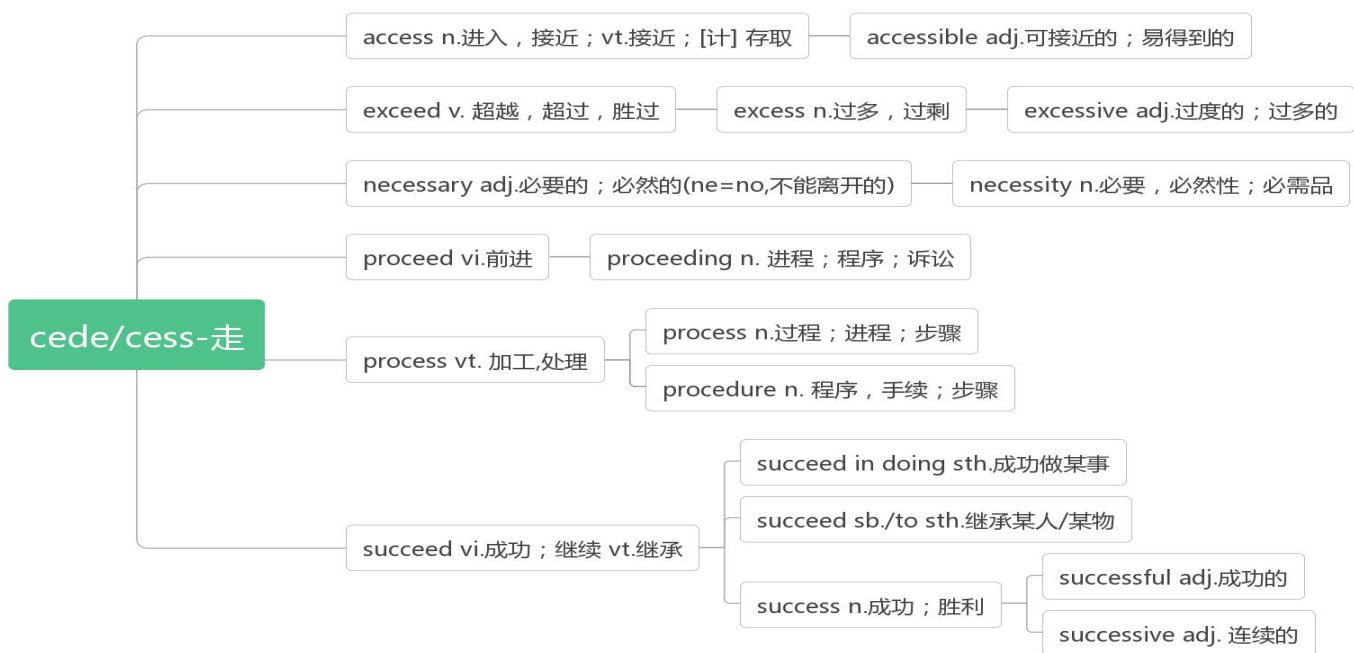 cede/cess-走
access n.进入，接近；vt.接近；[计] 存取
accessible adj.可接近的；易得到的
exceed v. 超越，超过，胜过
excess n.过多，过剩
excessive adj.过度的；过多的
necessary adj.必要的；必然的(ne=no,不能离开的)
necessity n.必要，必然性；必需品
proceed vi.前进
proceeding n. 进程；程序；诉讼
process vt. 加工,处理
process n.过程；进程；步骤
procedure n. 程序，手续；步骤
succeed vi.成功；继续 vt.继承
succeed in doing sth.成功做某事
succeed sb./to sth.继承某人/某物
success n.成功；胜利
successful adj.成功的
successive adj. 连续的